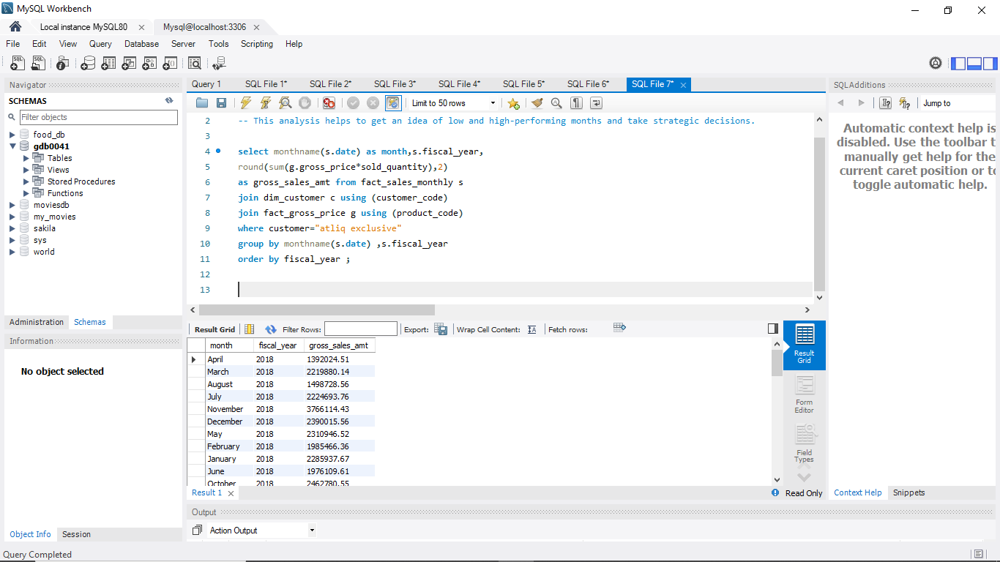 MySQL Workbench
Local instance MySQL80 Mysql@localhost:3306
File Edit View Query Database Server Tools Scripting Help
Navigator
SCHEMAS
Filter objects
food_db
gdb0041
Tables
Views
Stored Procedures
Functions
moviesdb
my_movies
sakila
sys
world
Administration Schemas
Information
No object selected
Object Info Session
Query 1 SQL File 1* SQL File 2* SQL File 3* SQL File 4* SQL File 5* SQL File 6* SQL File 7*
Limit to 50 rows
2 -- This analysis helps to get an idea of low and high-performing months and take strategic decisions.
3
4 select monthname(s.date) as month,s.fiscal_year,
5 round(sum(g.gross_price*sold_quantity),2)
6 as gross_sales_amt from fact_sales_monthly s
7 join dim_customer c using (customer_code)
8 join fact_gross_price g using (product_code)
9 where customer="atliq exclusive"
10 group by monthname(s.date) ,s.fiscal_year
11 order by fiscal_year ;
12
13
Result Grid Filter Rows: Export: Wrap Cell Content: Fetch rows:
month fiscal_year gross_sales_amt
April 2018 1392024.51
March 2018 2219880.14
August 2018 1498728.56
July 2018 2224693.76
November 2018 3766114.43
December 2018 2390015.56
May 2018 2310946.52
February 2018 1985466.36
January 2018 2285937.67
June 2018 1976109.61
October 2018 2462780.55
Result
Grid
Form
Editor
Field
Types
Result 1 Read Only
Output
Action Output
SQLAdditions
Jump to
Automatic context help is
disabled. Use the toolbar t
manually get help for the
current caret position or to
toggle automatic help.
Context Help Snippets
Query Completed